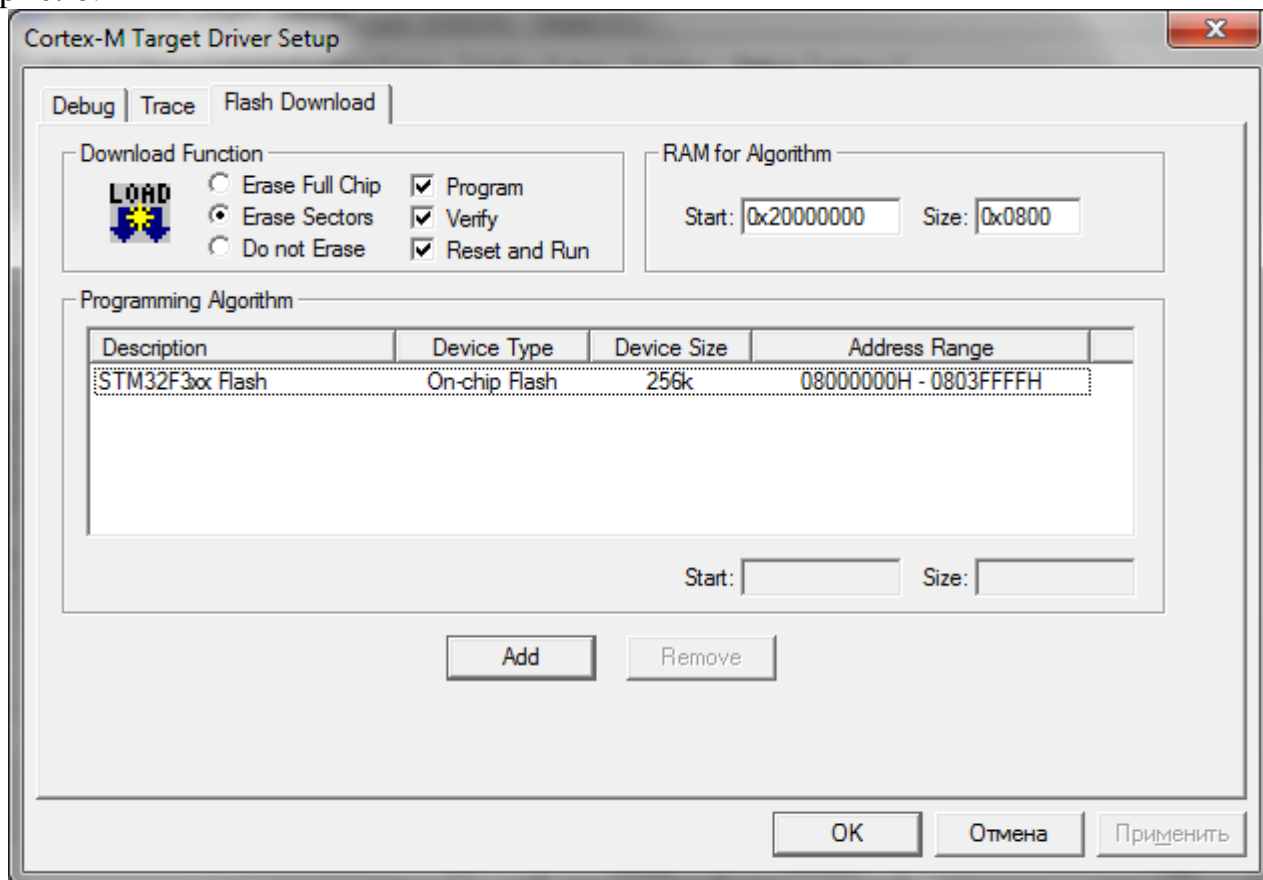 Cortex-M Target Driver Setup
Debug Trace Flash Download
Download Function
LOAD
Erase Full Chip Program
Erase Sectors Verify
Do not Erase Reset and Run
RAM for Algorithm
Start: 0x20000000 Size: 0x0800
Programming Algorithm
Description Device Type Device Size Address Range
STM32F3xx Flash On-chip Flash 256k 08000000H - 0803FFFFH
Start: Size:
Add Remove
OK Отмена Применить